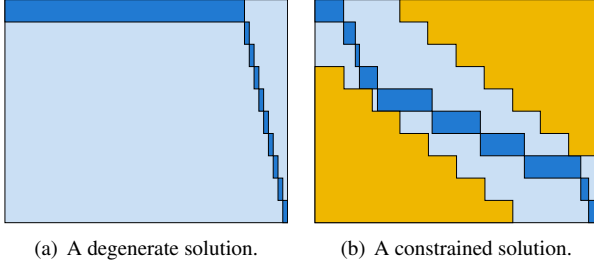 (a) A degenerate solution.
(b) A constrained solution.